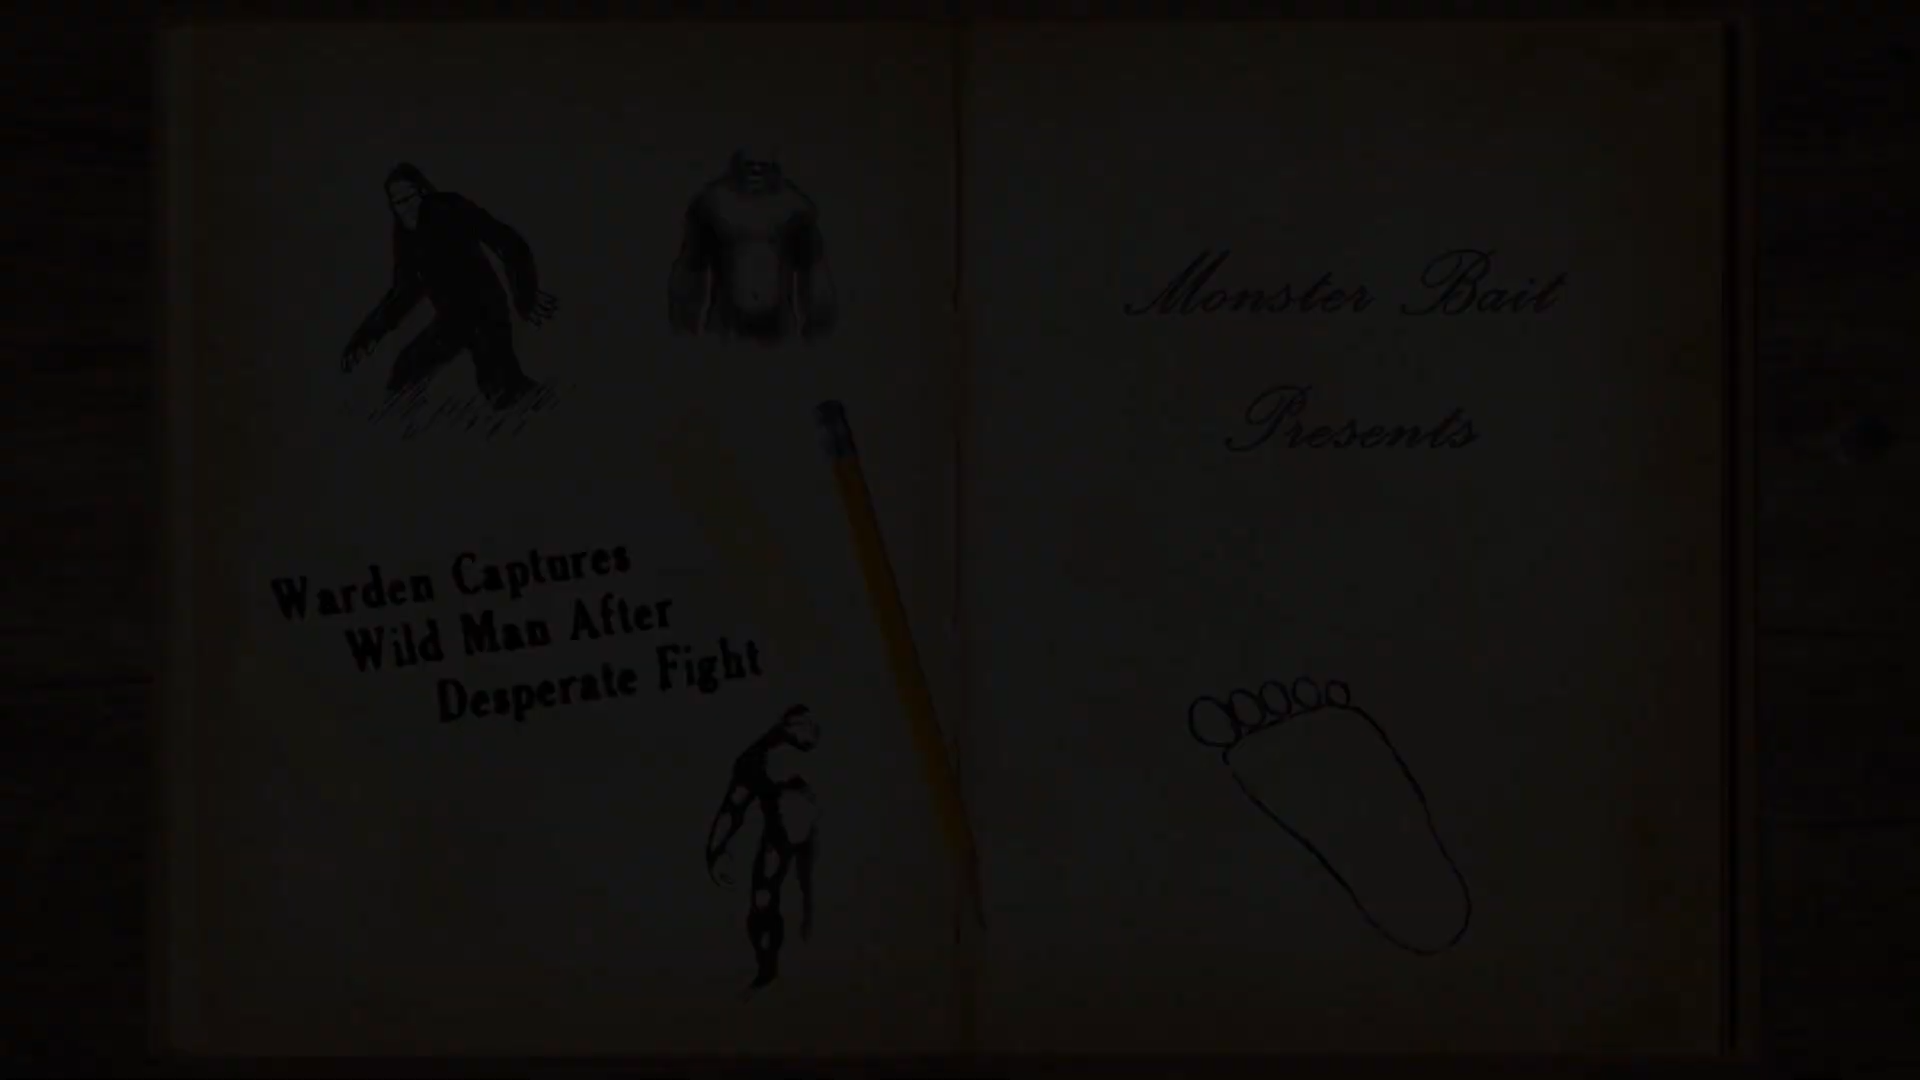 Warden Captures
Wild Man After
Desperate Fight
Monster Bait
Presents